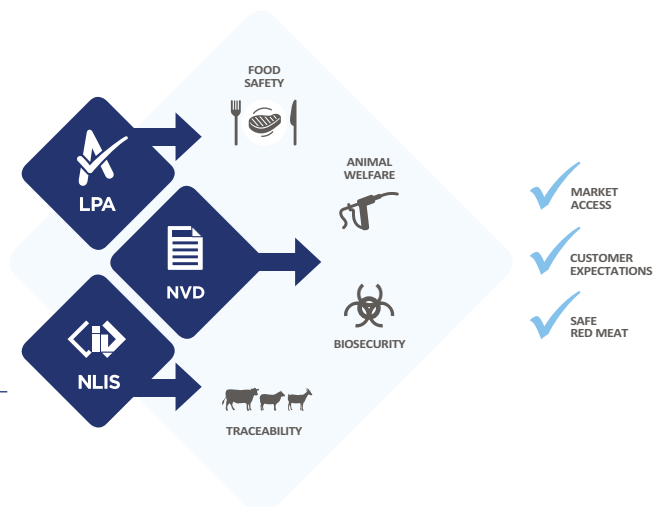 FOOD
SAFETY
ANIMAL
WELFARE
LPA
MARKET
ACCESS
NVD
CUSTOMER
EXPECTATIONS
BIOSECURITY
SAFE
RED MEAT
NLIS
TRACEABILITY